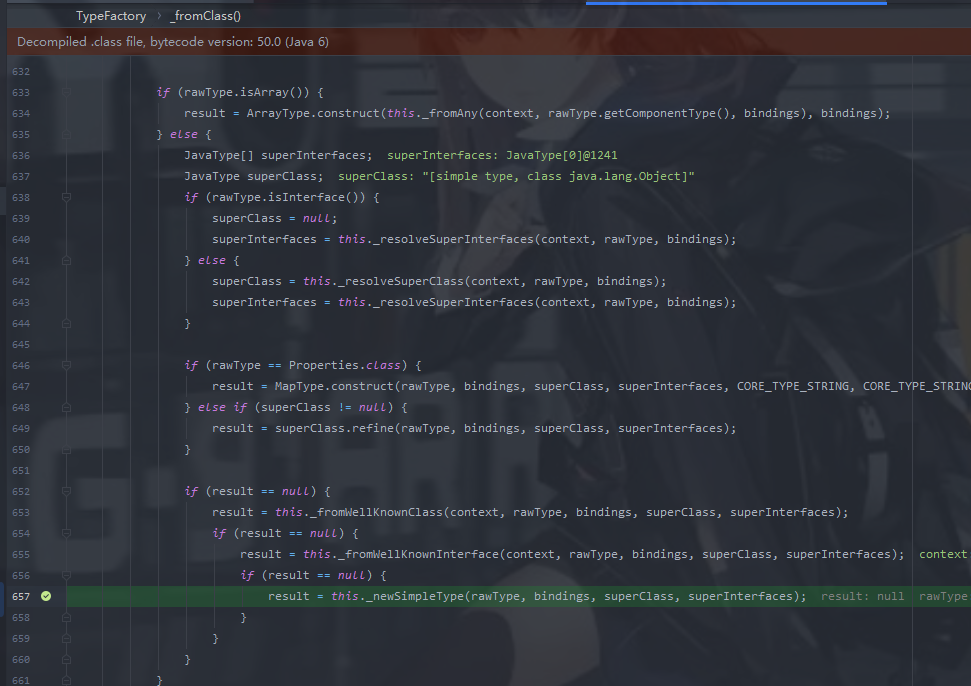 TypeFactory › _fromClass()
Decompiled .class file, bytecode version: 50.0 (Java 6)
632
633 if (rawType.isArray()) {
634 result = ArrayType.construct(this._fromAny(context, rawType.getComponentType(), bindings), bindings);
635 } else {
636 JavaType[] superInterfaces; superInterfaces: JavaType[0]@1241
637 JavaType superClass; superClass: "[simple type, class java.lang.Object]"
638 if (rawType.isInterface()) {
639 superClass = null;
640 superInterfaces = this._resolveSuperInterfaces(context, rawType, bindings);
641 } else {
642 superClass = this._resolveSuperClass(context, rawType, bindings);
643 superInterfaces = this._resolveSuperInterfaces(context, rawType, bindings);
644 }
645
646 if (rawType == Properties.class) {
647 result = MapType.construct(rawType, bindings, superClass, superInterfaces, CORE_TYPE_STRING, CORE_TYPE_STRING
648 } else if (superClass != null) {
649 result = superClass.refine(rawType, bindings, superClass, superInterfaces);
650 }
651
652 if (result == null) {
653 result = this._fromWellKnownClass(context, rawType, bindings, superClass, superInterfaces);
654 if (result == null) {
655 result = this._fromWellKnownInterface(context, rawType, bindings, superClass, superInterfaces); context
656 if (result == null) {
657 result = this._newSimpleType(rawType, bindings, superClass, superInterfaces); result: null rawType
658 }
659 }
660 }
661 }